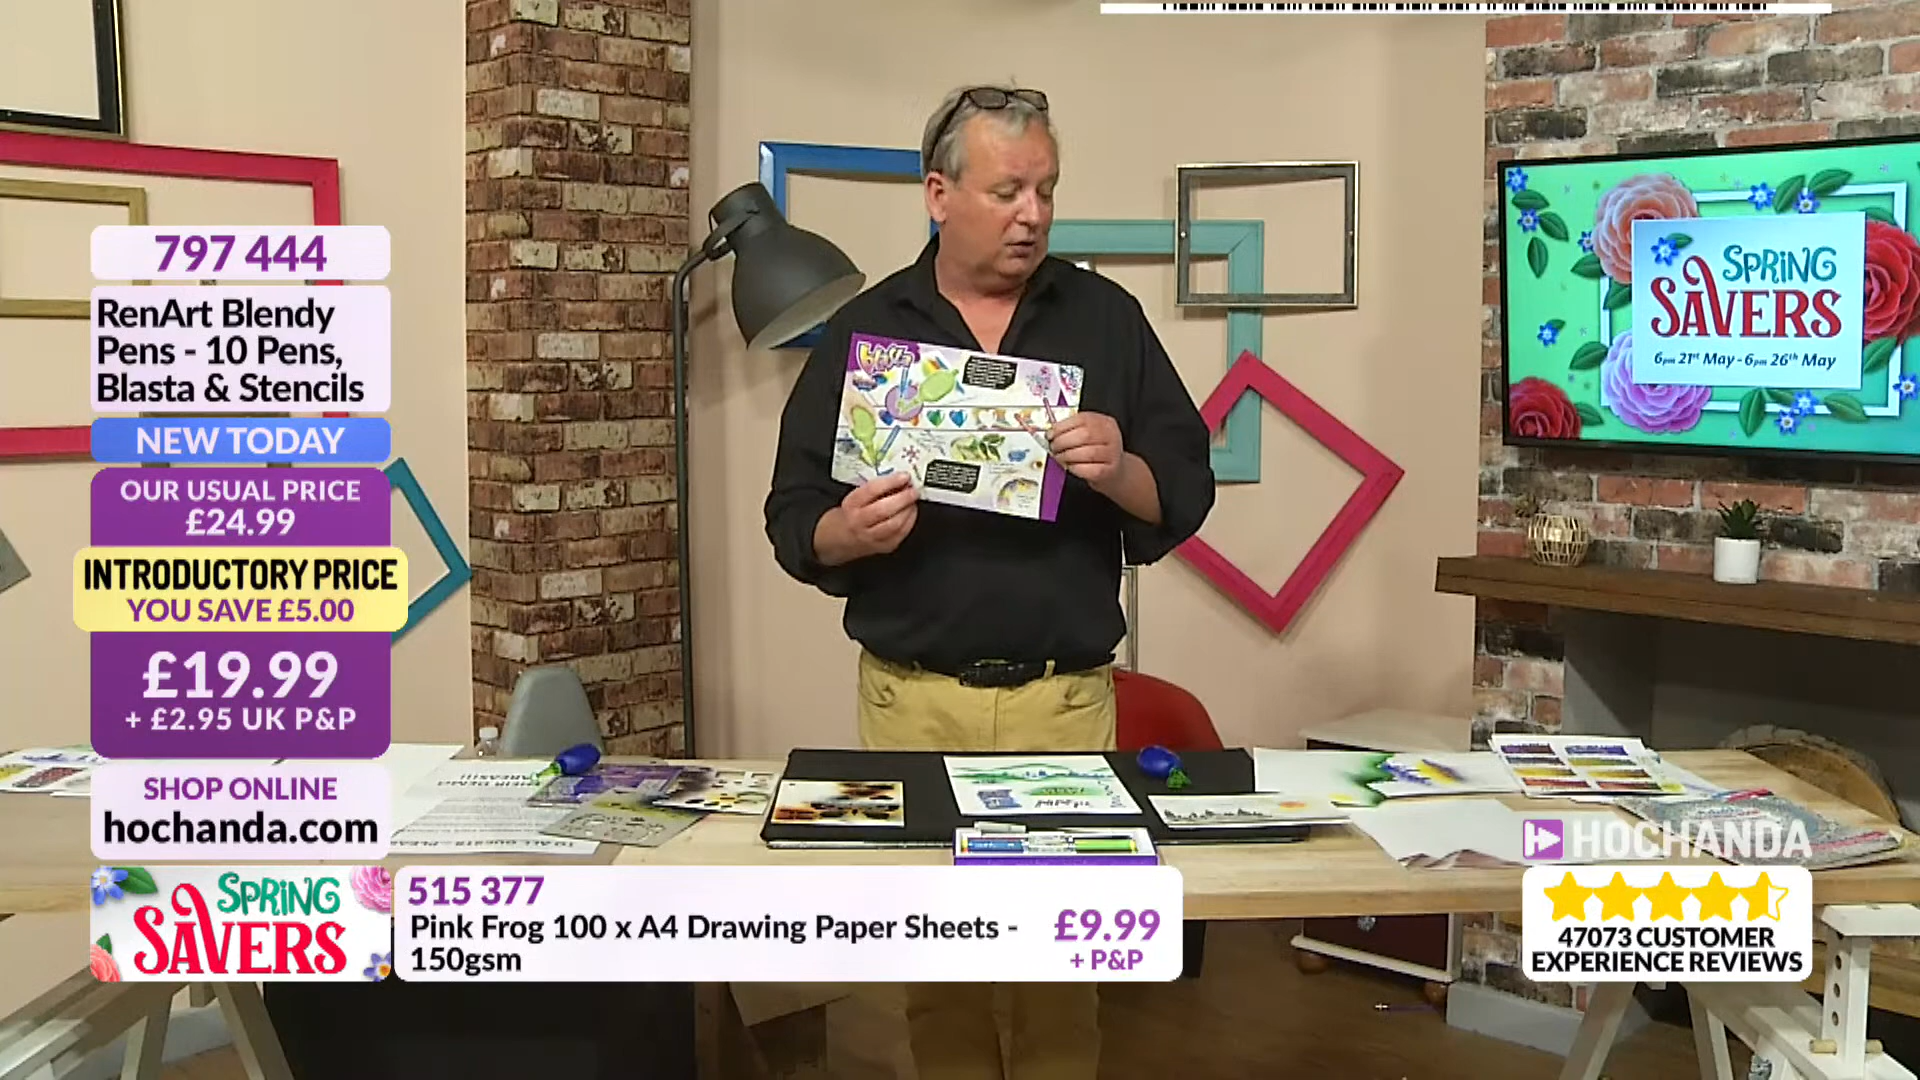 797 444
RenArt Blendy
Pens - 10 Pens,
Blasta & Stencils
NEW TODAY
OUR USUAL PRICE
£24.99
INTRODUCTORY PRICE
YOU SAVE £5.00
£19.99
+ £2.95 UK P&P
SHOP ONLINE
hochanda.com
SPRING
SAVERS
515 377
Pink Frog 100 x A4 Drawing Paper Sheets -
150gsm
£9.99
+ P&P
SPRING
SAVERS
6pm 21st May - 6pm 26th May
HOCHANDA
47073 CUSTOMER
EXPERIENCE REVIEWS